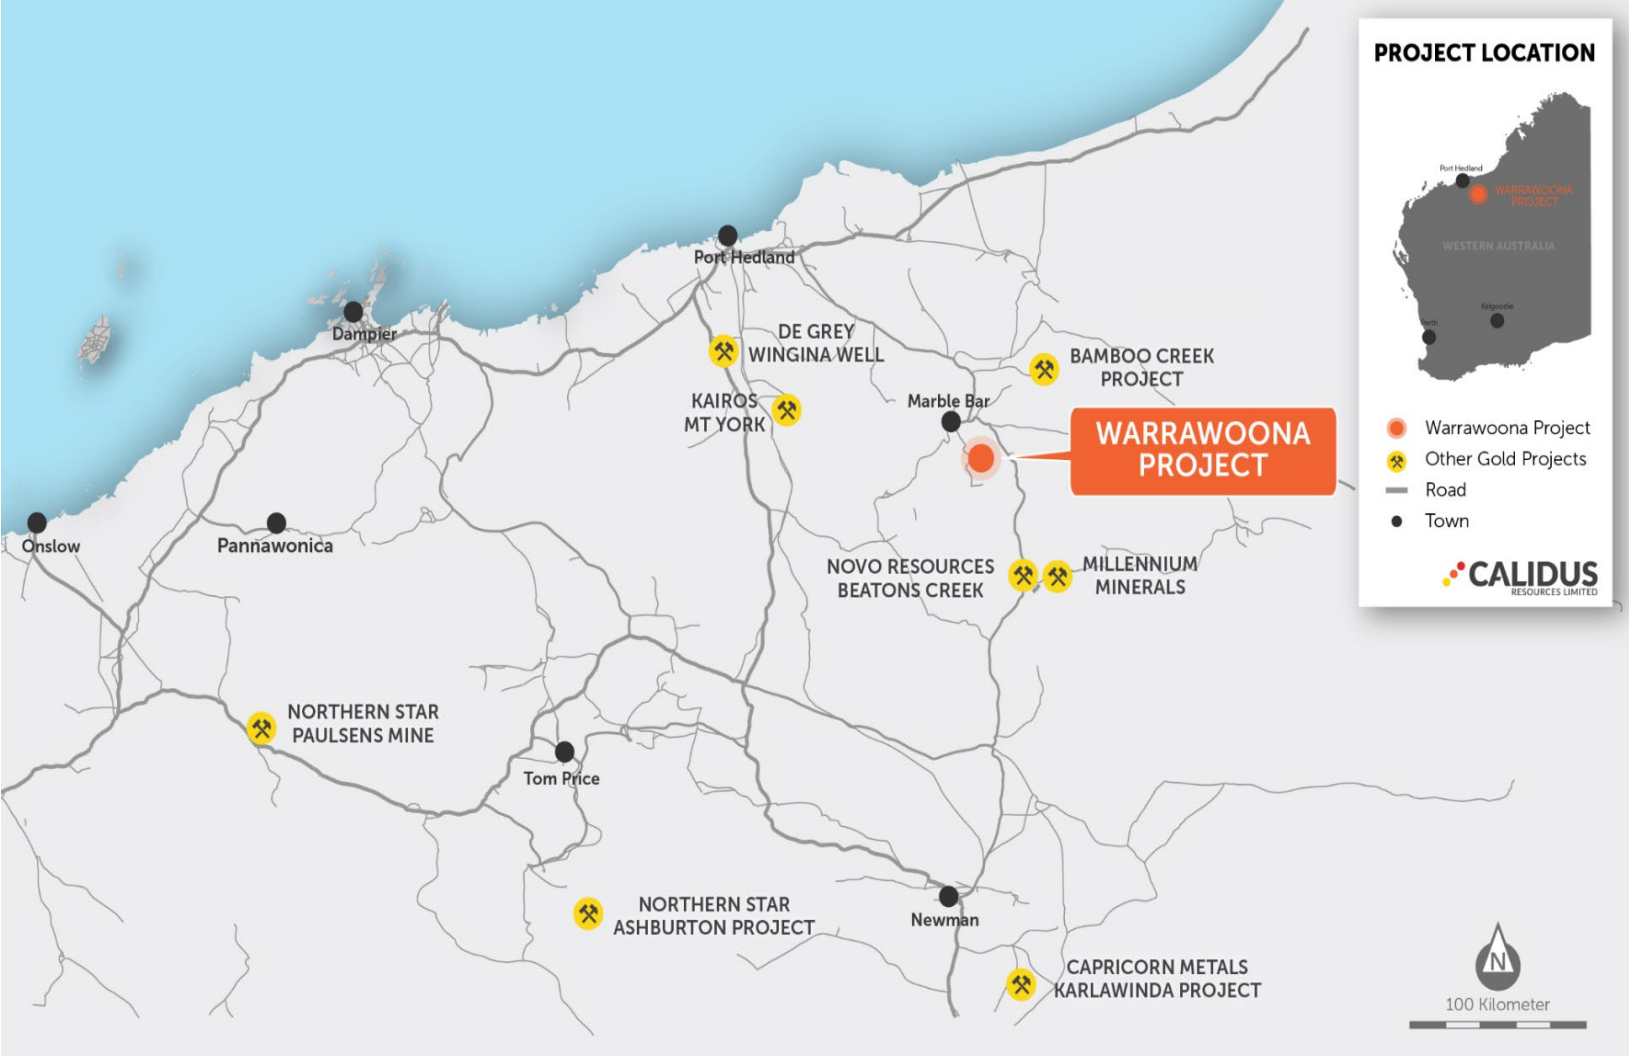 PROJECT LOCATION
Port Hedland
WARRAWOONA
PROJECT
WESTERN AUSTRALIA
Kalgoorlie
Perth
Warrawoona Project
Other Gold Projects
Road
Town
CALIDUS
RESOURCES LIMITED
Port Hedland
Dampier
DE GREY
WINGINA WELL
BAMBOO CREEK
PROJECT
KAIROS
MT YORK
Marble Bar
WARRAWOONA
PROJECT
Onslow
Pannawonica
NOVO RESOURCES
BEATONS CREEK
MILLENNIUM
MINERALS
NORTHERN STAR
PAULSENS MINE
Tom Price
NORTHERN STAR
ASHBURTON PROJECT
Newman
CAPRICORN METALS
KARLAWINDA PROJECT
N
100 Kilometer